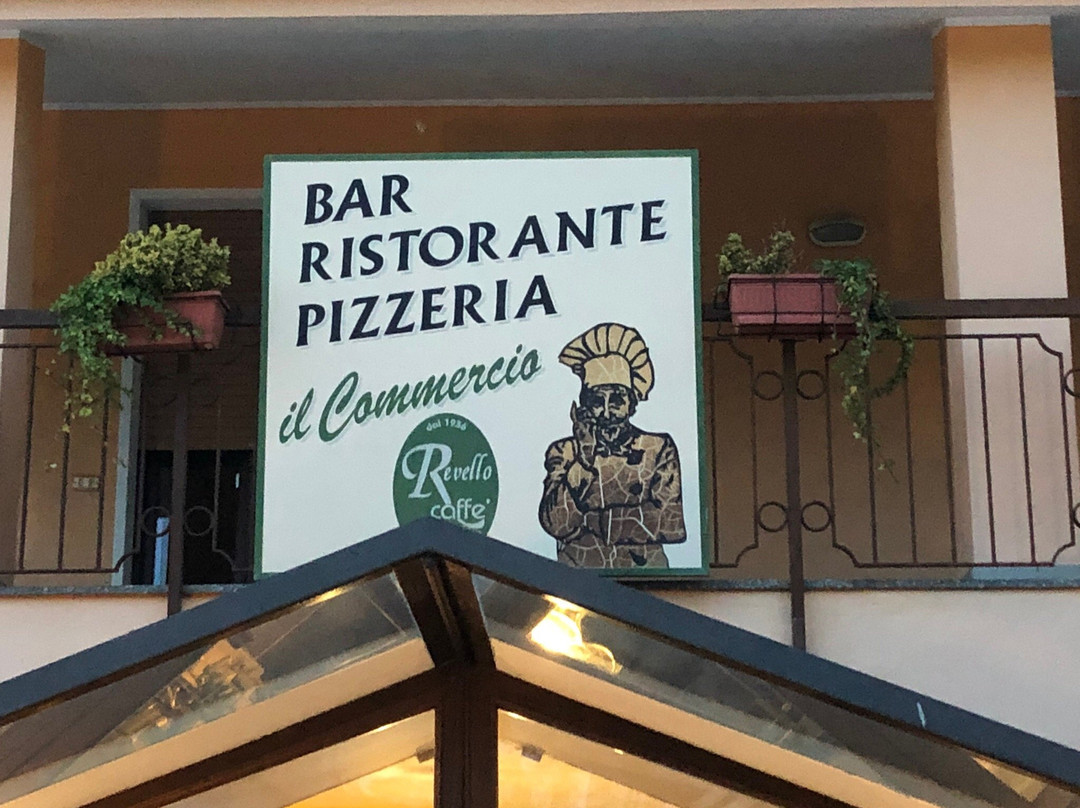 BAR
RISTORANTE
PIZZERIA
il Commercio
dal 1936
Revello
caffe'